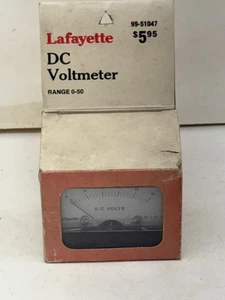 Lafayette
99-51047
$5.95
DC
Voltmeter
RANGE 0-50
D.C. VOLTS